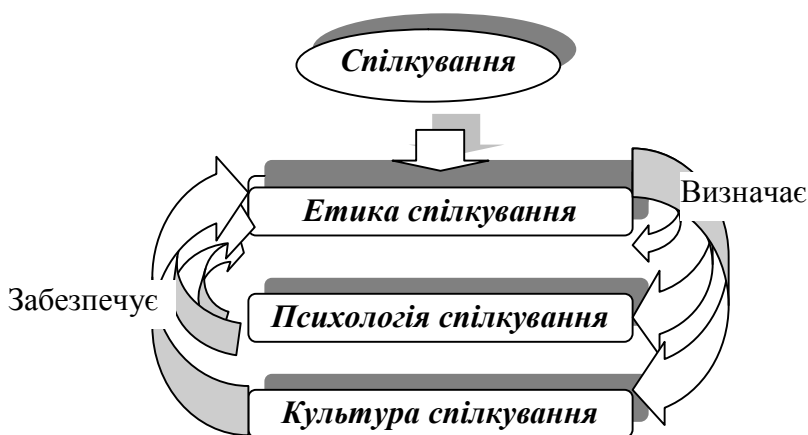 Спілкування
Етика спілкування
Визначає
Забезпечує
Психологія спілкування
Культура спілкування